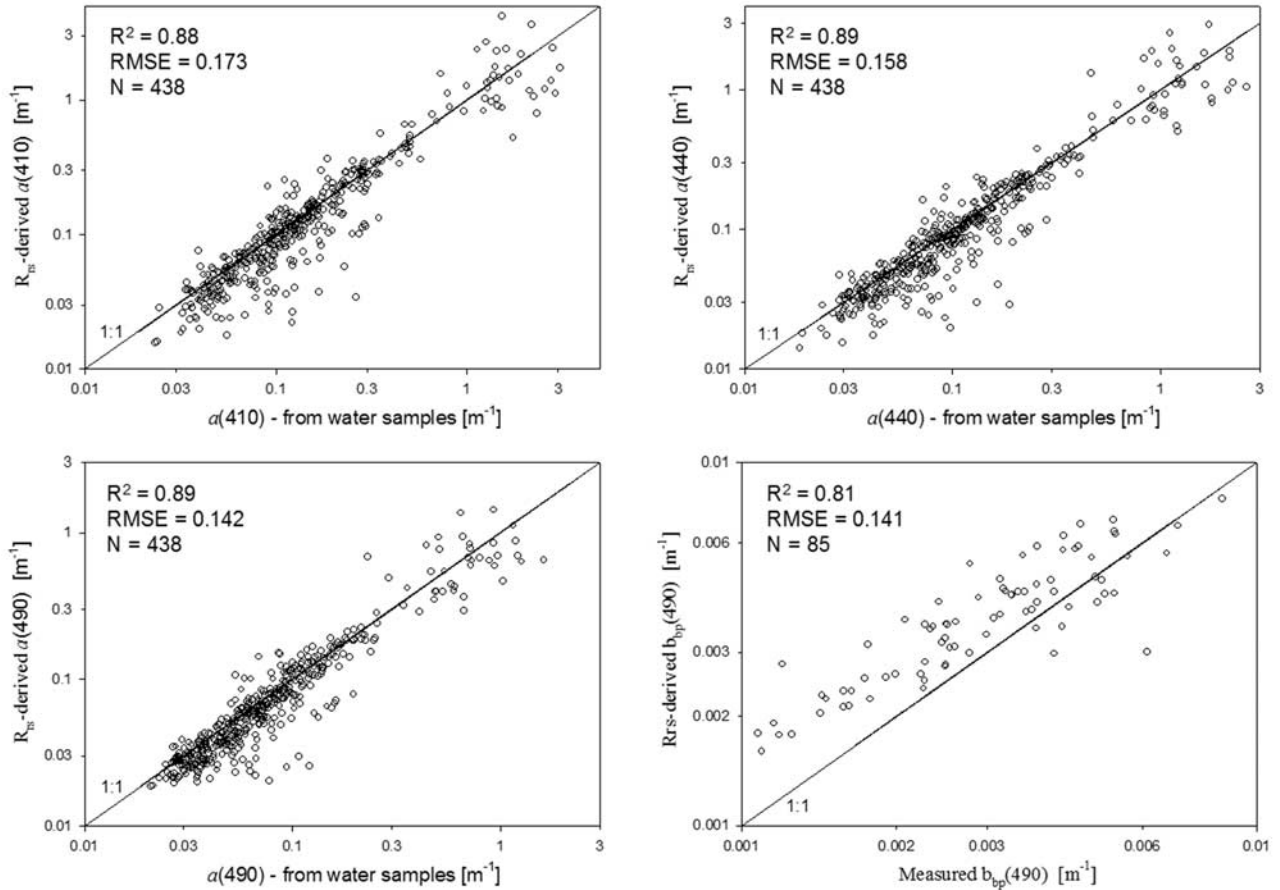 3
1
0.3
0.1
0.03
0.01
R² = 0.88
RMSE = 0.173
N = 438
1:1
0.01 0.03 0.1 0.3 1 3
Rrs-derived a(410) [m⁻¹]
a(410) - from water samples [m⁻¹]
3
1
0.3
0.1
0.03
0.01
R² = 0.89
RMSE = 0.158
N = 438
1:1
0.01 0.03 0.1 0.3 1 3
Rrs-derived a(440) [m⁻¹]
a(440) - from water samples [m⁻¹]
3
1
0.3
0.1
0.03
0.01
R² = 0.89
RMSE = 0.142
N = 438
1:1
0.01 0.03 0.1 0.3 1 3
Rrs-derived a(490) [m⁻¹]
a(490) - from water samples [m⁻¹]
0.01
0.006
0.003
0.002
0.001
R² = 0.81
RMSE = 0.141
N = 85
1:1
0.001 0.002 0.003 0.006 0.01
Rrs-derived bbp(490) [m⁻¹]
Measured bbp(490) [m⁻¹]